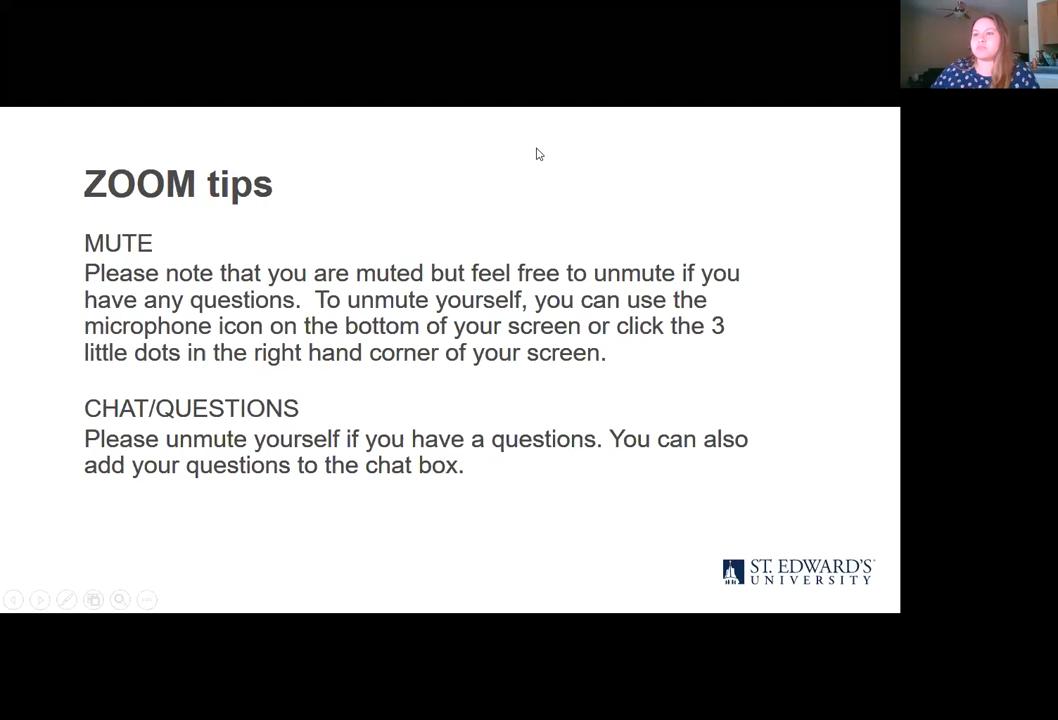 ZOOM tips
MUTE
Please note that you are muted but feel free to unmute if you
have any questions.  To unmute yourself, you can use the
microphone icon on the bottom of your screen or click the 3
little dots in the right hand corner of your screen.
CHAT/QUESTIONS
Please unmute yourself if you have a questions. You can also
add your questions to the chat box.
ST. EDWARD'S
UNIVERSITY